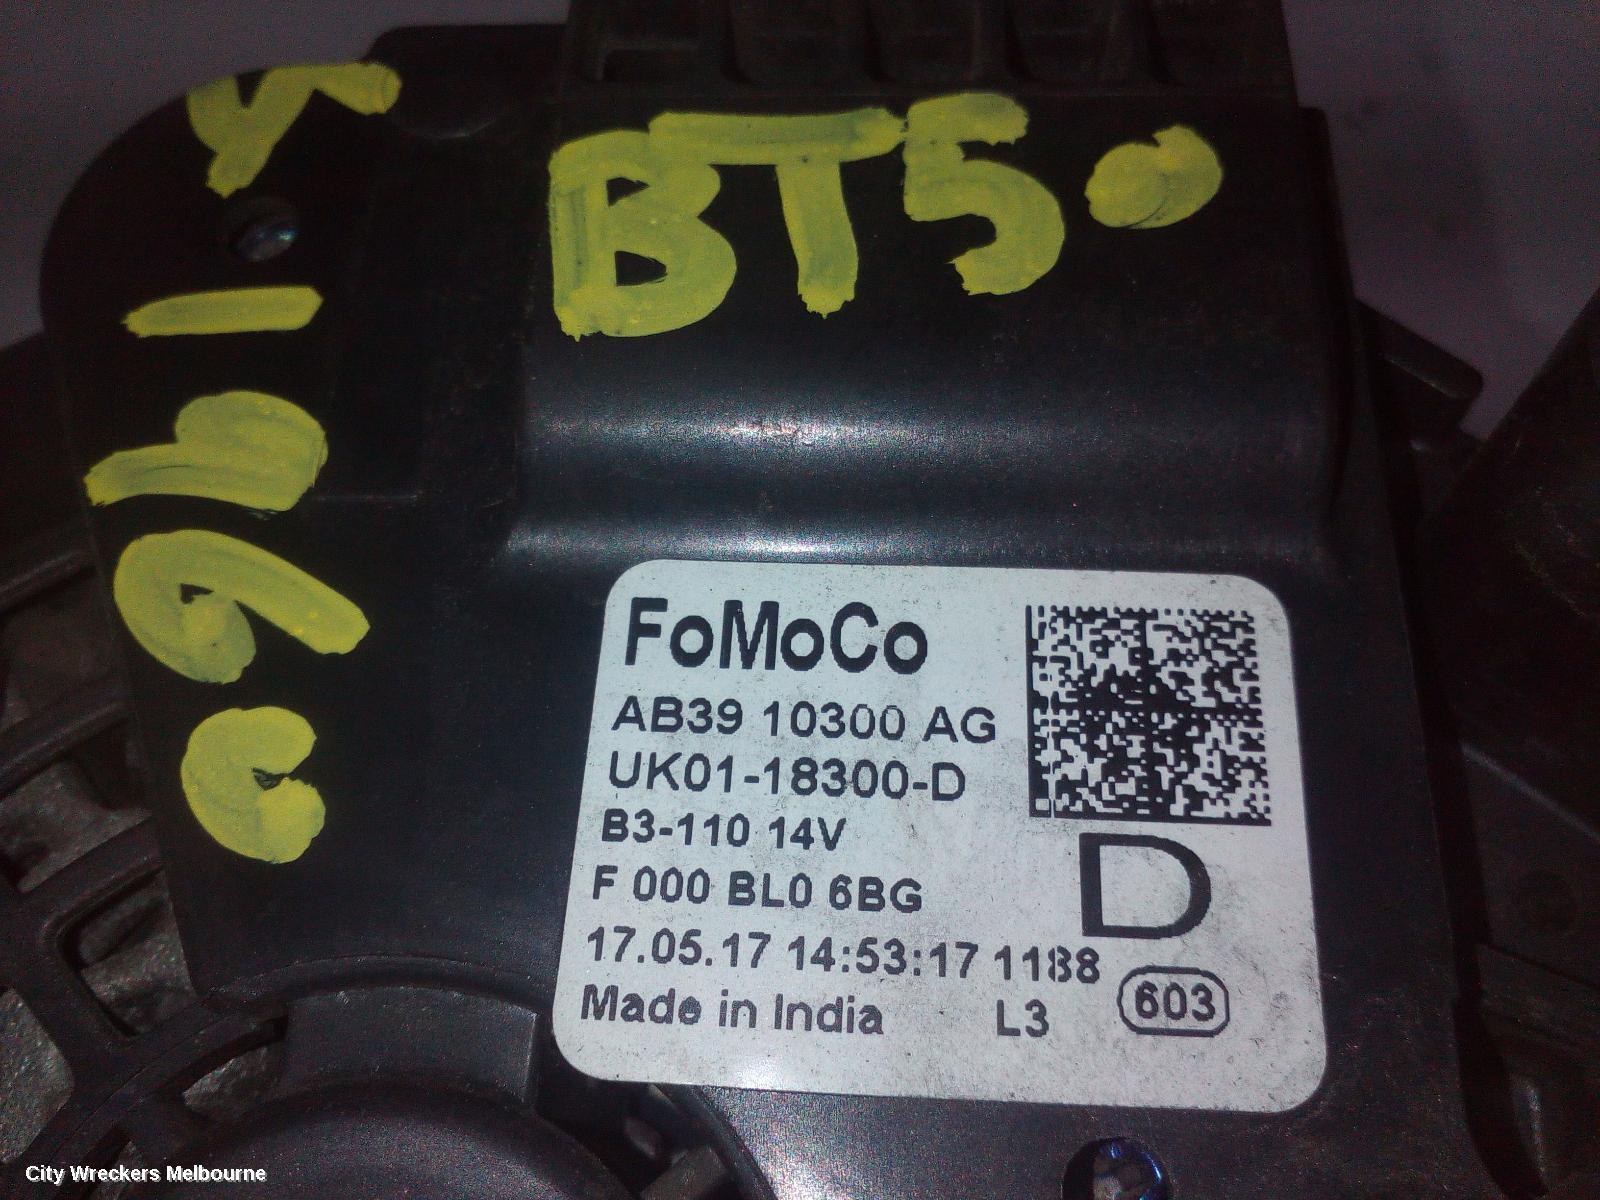 BT50
FoMoCo
AB39 10300 AG
UK01-18300-D
B3-110 14V
D
F 000 BL0 6BG
17.05.17 14:53:17 1188
Made in India L3 603
City Wreckers Melbourne